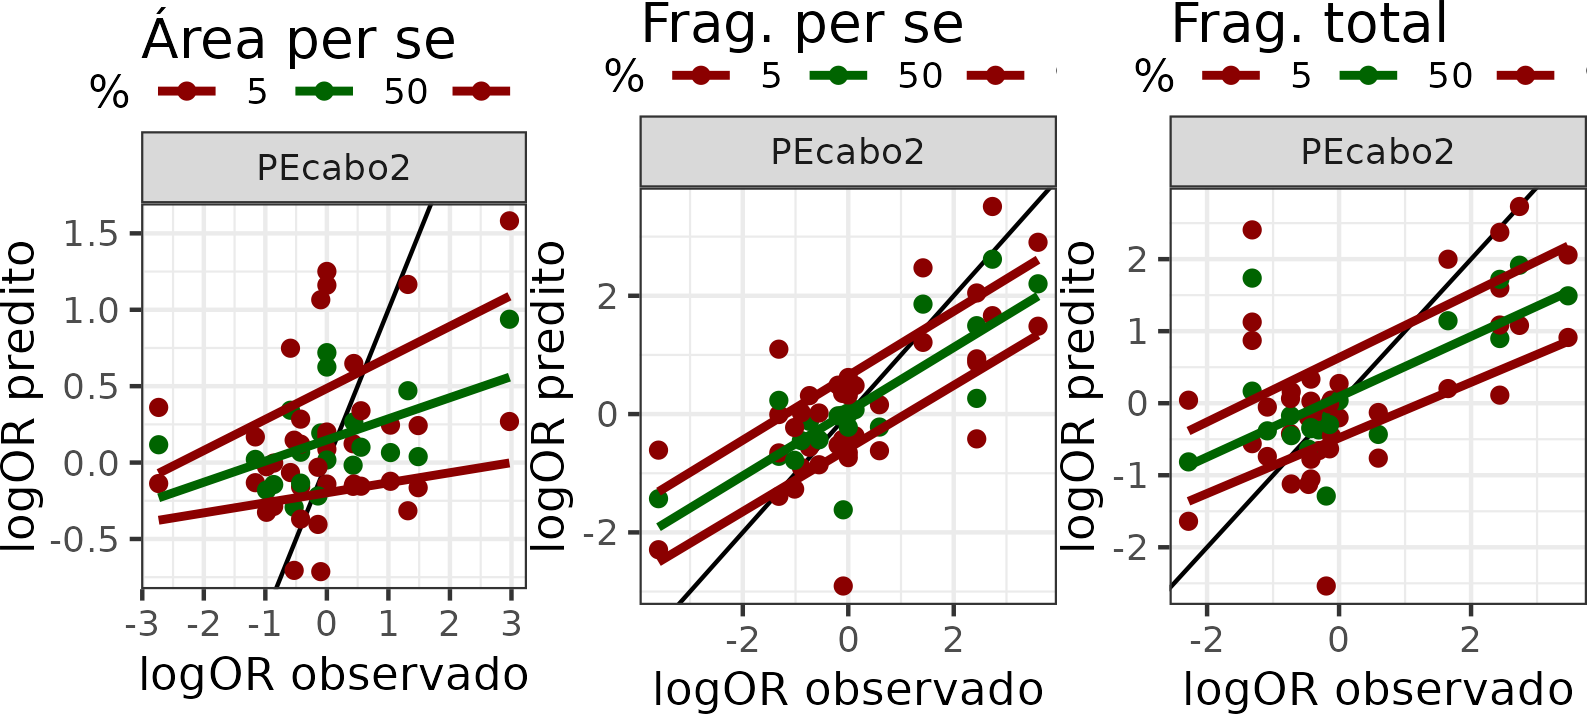 Área per se
% 5 50
PEcabo2
1.5
1.0
0.5
0.0
-0.5
-3 -2 -1 0 1 2 3
logOR predito
logOR observado
Frag. per se
% 5 50
PEcabo2
2
0
-2
-2 0 2
logOR predito
logOR observado
Frag. total
% 5 50
PEcabo2
2
1
0
-1
-2
-2 0 2
logOR predito
logOR observado